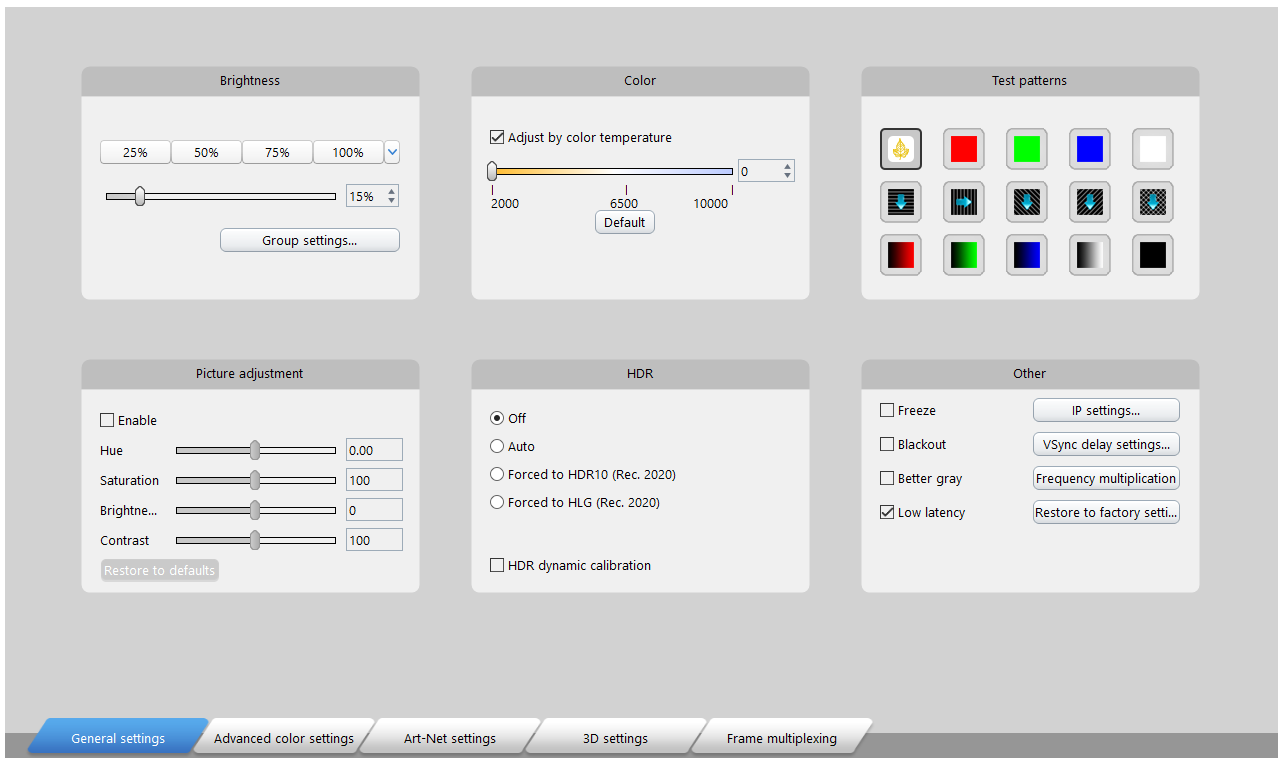 Brightness
25% 50% 75% 100%
15%
Group settings...
Color
Adjust by color temperature
0
2000 6500 10000
Default
Test patterns
Picture adjustment
Enable
Hue 0.00
Saturation 100
Brightne... 0
Contrast 100
Restore to defaults
HDR
Off
Auto
Forced to HDR10 (Rec. 2020)
Forced to HLG (Rec. 2020)
HDR dynamic calibration
Other
Freeze IP settings...
Blackout VSync delay settings...
Better gray Frequency multiplication
Low latency Restore to factory setti...
General settings Advanced color settings Art-Net settings 3D settings Frame multiplexing